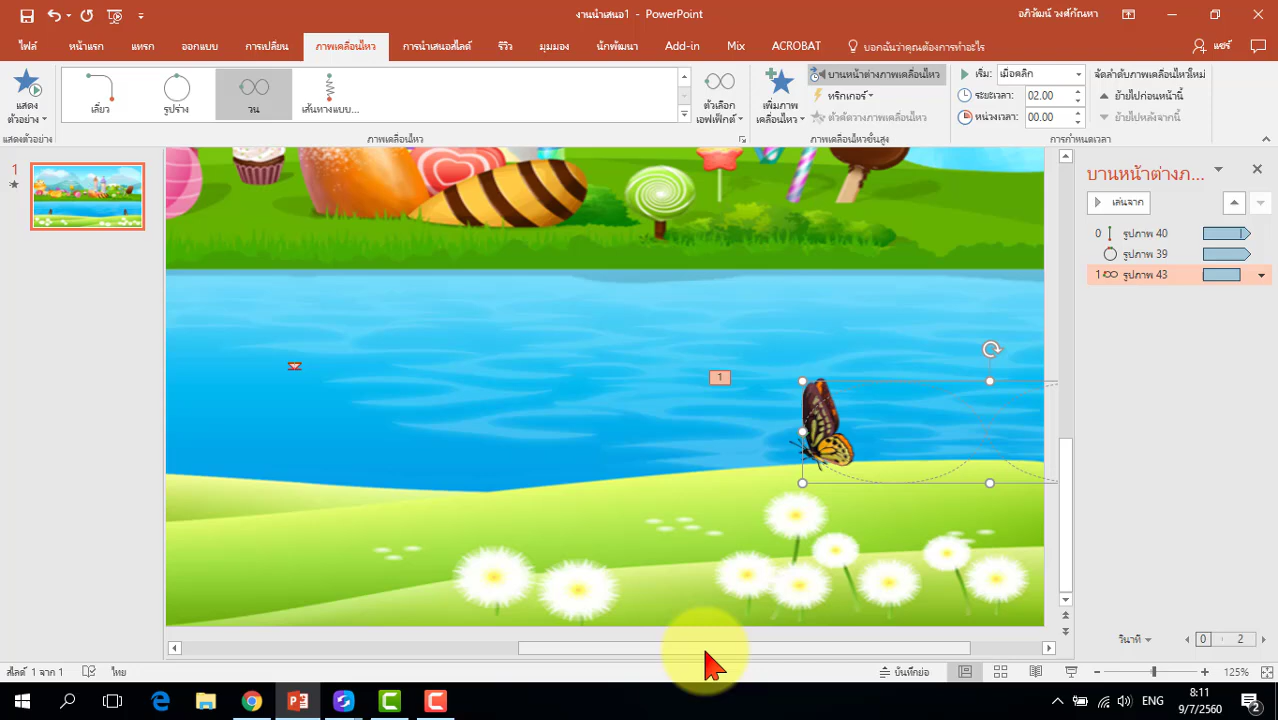 งานนำเสนอ1 - PowerPoint
อภิวัฒน์ วงศ์กัณหา
ไฟล์ หน้าแรก แทรก ออกแบบ การเปลี่ยน ภาพเคลื่อนไหว การนำเสนอสไลด์ รีวิว มุมมอง นักพัฒนา Add-in Mix ACROBAT บอกฉันว่าคุณต้องการทำอะไร แชร์
แสดงตัวอย่าง
เลี้ยว รูปร่าง วน เส้นทางแบบ...
ตัวเลือกเอฟเฟ็กต์
เพิ่มภาพเคลื่อนไหว
บานหน้าต่างภาพเคลื่อนไหว
ทริกเกอร์
ตัวคัดวางภาพเคลื่อนไหว
เริ่ม: เมื่อคลิก
ระยะเวลา: 02.00
หน่วงเวลา: 00.00
จัดลำดับภาพเคลื่อนไหวใหม่
ย้ายไปก่อนหน้านี้
ย้ายไปหลังจากนี้
แสดงตัวอย่าง ภาพเคลื่อนไหว ภาพเคลื่อนไหวขั้นสูง การกำหนดเวลา
1
บานหน้าต่างภ...
เล่นจาก
0 รูปภาพ 40
รูปภาพ 39
1 รูปภาพ 43
1
วินาที 0 2
สไลด์ 1 จาก 1 ไทย บันทึกย่อ 125%
ENG 8:11
9/7/2560
2